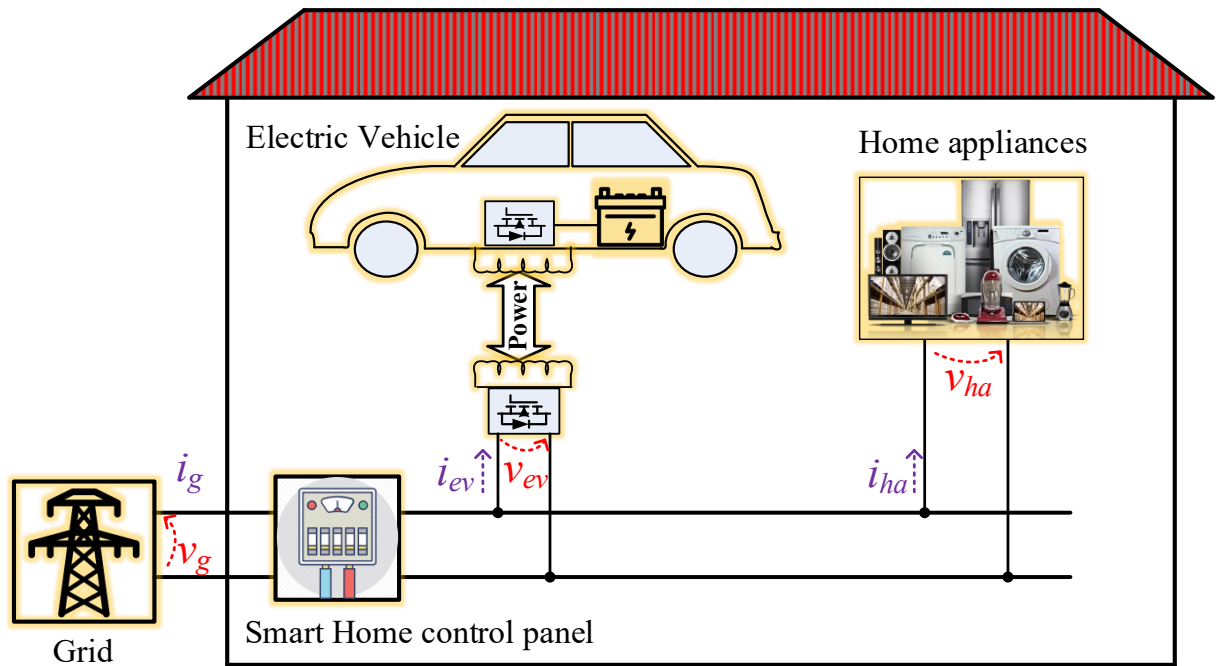 Electric Vehicle
Home appliances
Power
v_ha
i_g
i_ev
v_ev
i_ha
v_g
Smart Home control panel
Grid